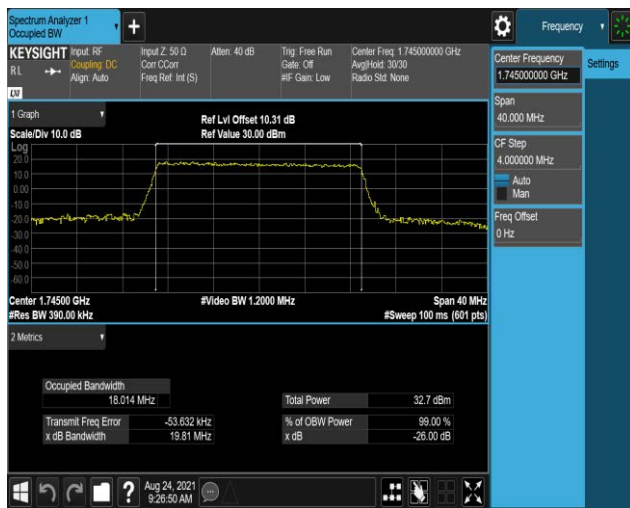 Spectrum Analyzer 1
Occupied BW
Frequency
KEYSIGHT
Input: RF
Coupling: DC
Align: Auto
Input Z: 50 Ω
Corr CCorr
Freq Ref: Int (S)
Atten: 40 dB
Trig: Free Run
Gate: Off
#IF Gain: Low
Center Freq: 1.745000000 GHz
Avg|Hold: 30/30
Radio Std: None
RL
LXI
Center Frequency
1.745000000 GHz
Settings
Span
40.000 MHz
CF Step
4.000000 MHz
Auto
Man
Freq Offset
0 Hz
1 Graph
Scale/Div 10.0 dB
Ref Lvl Offset 10.31 dB
Ref Value 30.00 dBm
Log
20.0
10.0
0.00
-10.0
-20.0
-30.0
-40.0
-50.0
-60.0
Center 1.74500 GHz
#Video BW 1.2000 MHz
Span 40 MHz
#Res BW 390.00 kHz
#Sweep 100 ms (601 pts)
2 Metrics
Occupied Bandwidth
18.014 MHz
Total Power 32.7 dBm
Transmit Freq Error -53.632 kHz
% of OBW Power 99.00 %
x dB Bandwidth 19.81 MHz
x dB -26.00 dB
?
Aug 24, 2021
9:26:50 AM